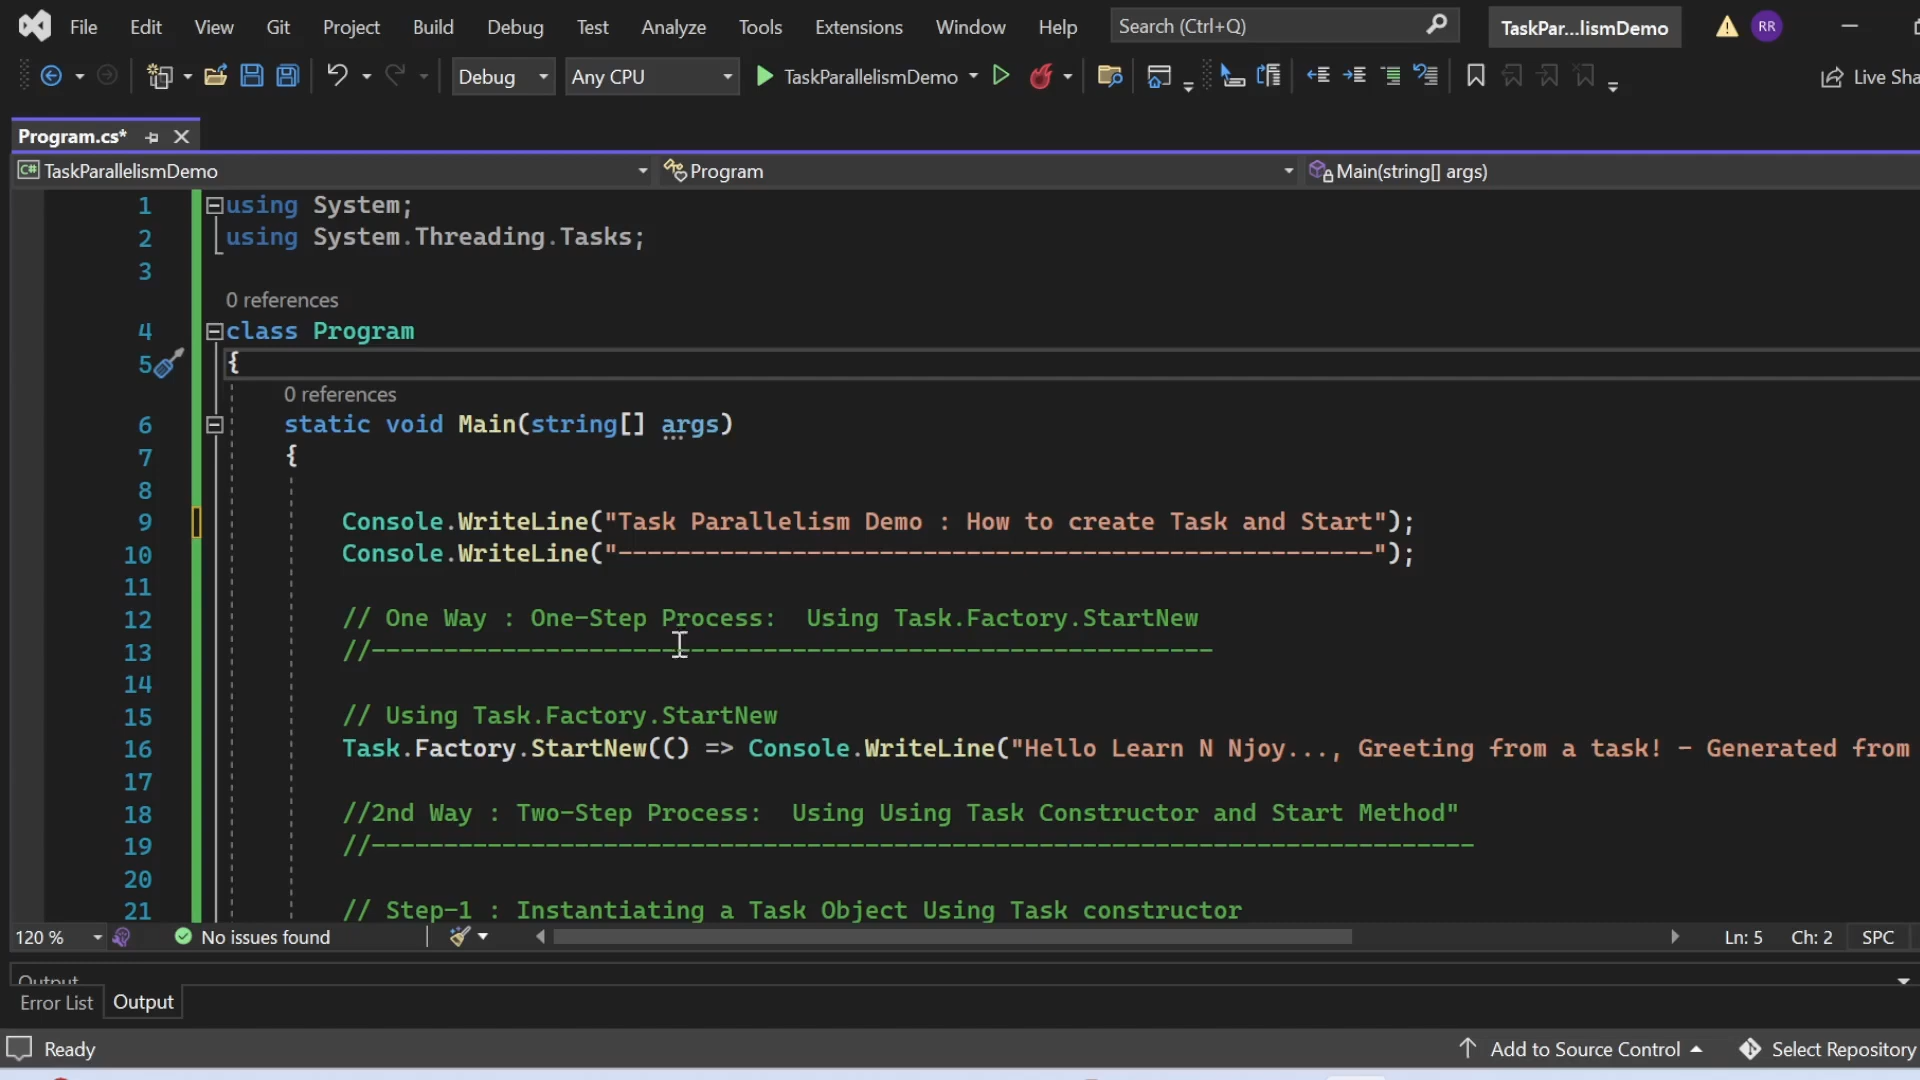 File Edit View Git Project Build Debug Test Analyze Tools Extensions Window Help Search (Ctrl+Q) TaskPar...lismDemo RR
Debug Any CPU TaskParallelismDemo Live Sha
Program.cs*
C# TaskParallelismDemo Program Main(string[] args)
1 using System;
2 using System.Threading.Tasks;
3
0 references
4 class Program
5 {
0 references
6 static void Main(string[] args)
7 {
8
9 Console.WriteLine("Task Parallelism Demo : How to create Task and Start");
10 Console.WriteLine("----------------------------------------------------");
11
12 // One Way : One-Step Process:  Using Task.Factory.StartNew
13 //----------------------------------------------------------
14
15 // Using Task.Factory.StartNew
16 Task.Factory.StartNew(() => Console.WriteLine("Hello Learn N Njoy..., Greeting from a task! - Generated from
17
18 //2nd Way : Two-Step Process:  Using Using Task Constructor and Start Method"
19 //----------------------------------------------------------------------------
20
21 // Step-1 : Instantiating a Task Object Using Task constructor
120 % No issues found Ln: 5 Ch: 2 SPC
Output
Error List Output
Ready Add to Source Control Select Repository